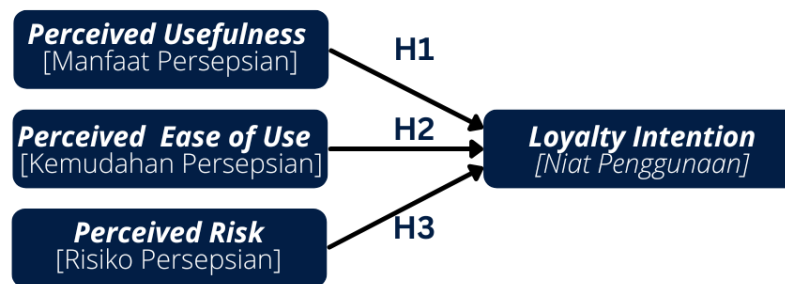 Perceived Usefulness
[Manfaat Persepsian]
H1
Perceived Ease of Use
[Kemudahan Persepsian]
H2
Loyalty Intention
[Niat Penggunaan]
Perceived Risk
[Risiko Persepsian]
H3